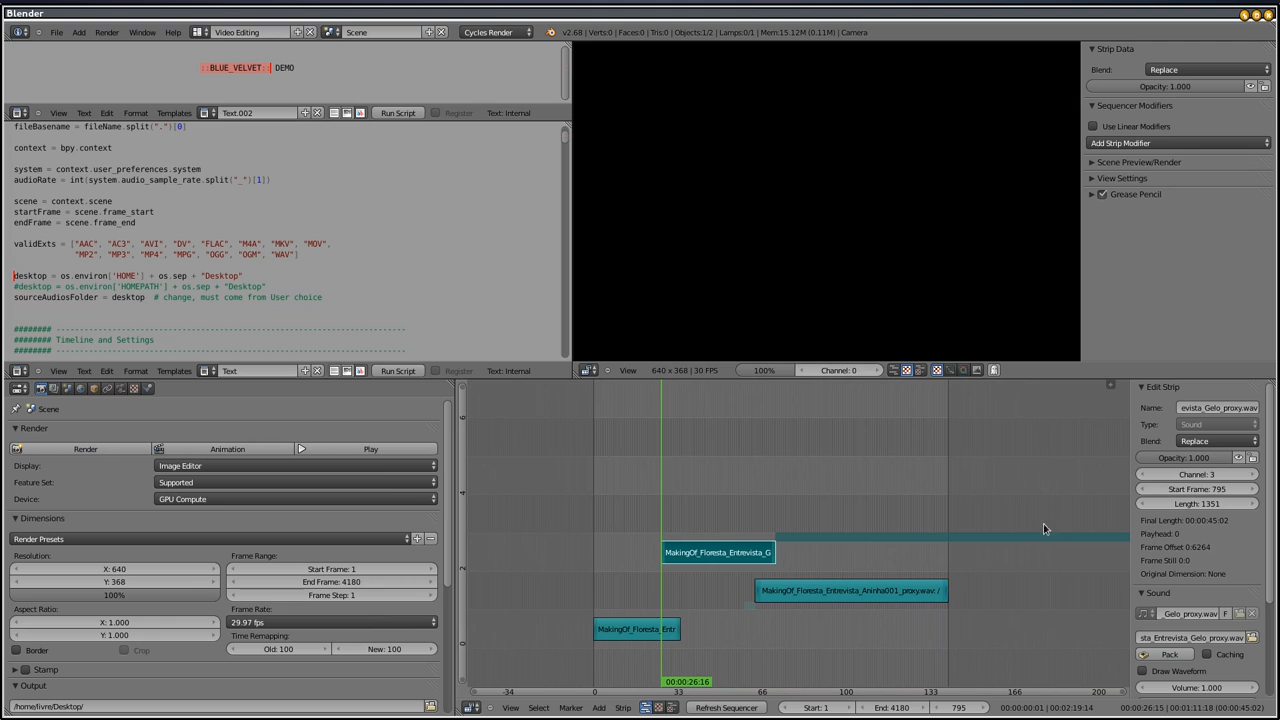 Blender
File Add Render Window Help Video Editing Scene Cycles Render v2.68 | Verts:0 | Faces:0 | Tris:0 | Objects:1/2 | Lamps:0/1 | Mem:15.12M (0.11M) | Camera
::BLUE_VELVET:: DEMO
View Text Edit Format Templates Text.002 Run Script Register Text: Internal
fileBasename = fileName.split(".")[0]
context = bpy.context
system = context.user_preferences.system
audioRate = int(system.audio_sample_rate.split("_")[1])
scene = context.scene
startFrame = scene.frame_start
endFrame = scene.frame_end
validExts = ["AAC", "AC3", "AVI", "DV", "FLAC", "M4A", "MKV", "MOV",
"MP2", "MP3", "MP4", "MPG", "OGG", "OGM", "WAV"]
desktop = os.environ['HOME'] + os.sep + "Desktop"
#desktop = os.environ['HOMEPATH'] + os.sep + "Desktop"
sourceAudiosFolder = desktop # change, must come from User choice
######## ------------------------------------------------------------------
######## Timeline and Settings
######## ------------------------------------------------------------------
View Text Edit Format Templates Text Run Script Register Text: Internal
Strip Data
Blend: Replace
Opacity: 1.000
Sequencer Modifiers
Use Linear Modifiers
Add Strip Modifier
Scene Preview/Render
View Settings
Grease Pencil
View 640 x 368 | 30 FPS 100% Channel: 0
Scene
Render
Render Animation Play
Display: Image Editor
Feature Set: Supported
Device: GPU Compute
Dimensions
Render Presets
Resolution: Frame Range:
X: 640 Start Frame: 1
Y: 368 End Frame: 4180
100% Frame Step: 1
Aspect Ratio: Frame Rate:
X: 1.000 29.97 fps
Y: 1.000 Time Remapping:
Border Crop Old: 100 New: 100
Stamp
Output
/home/livre/Desktop/
6
4
2
0
MakingOf_Floresta_Entrevista_G
MakingOf_Floresta_Entrevista_Aninha001_proxy.wav: /
MakingOf_Floresta_Entr
00:00:26:16
-34 0 33 66 100 133 166 200
View Select Marker Add Strip Refresh Sequencer Start: 1 End: 4180 795 00:00:00:01 | 00:02:19:14 00:00:26:15 | 00:01:11:18 (00:00:45:02)
Edit Strip
Name: evista_Gelo_proxy.wav
Type: Sound
Blend: Replace
Opacity: 1.000
Channel: 3
Start Frame: 795
Length: 1351
Final Length: 00:00:45:02
Playhead: 0
Frame Offset 0:6264
Frame Still 0:0
Original Dimension: None
Sound
_Gelo_proxy.wav F
sta_Entrevista_Gelo_proxy.wav
Pack Caching
Draw Waveform
Volume: 1.000